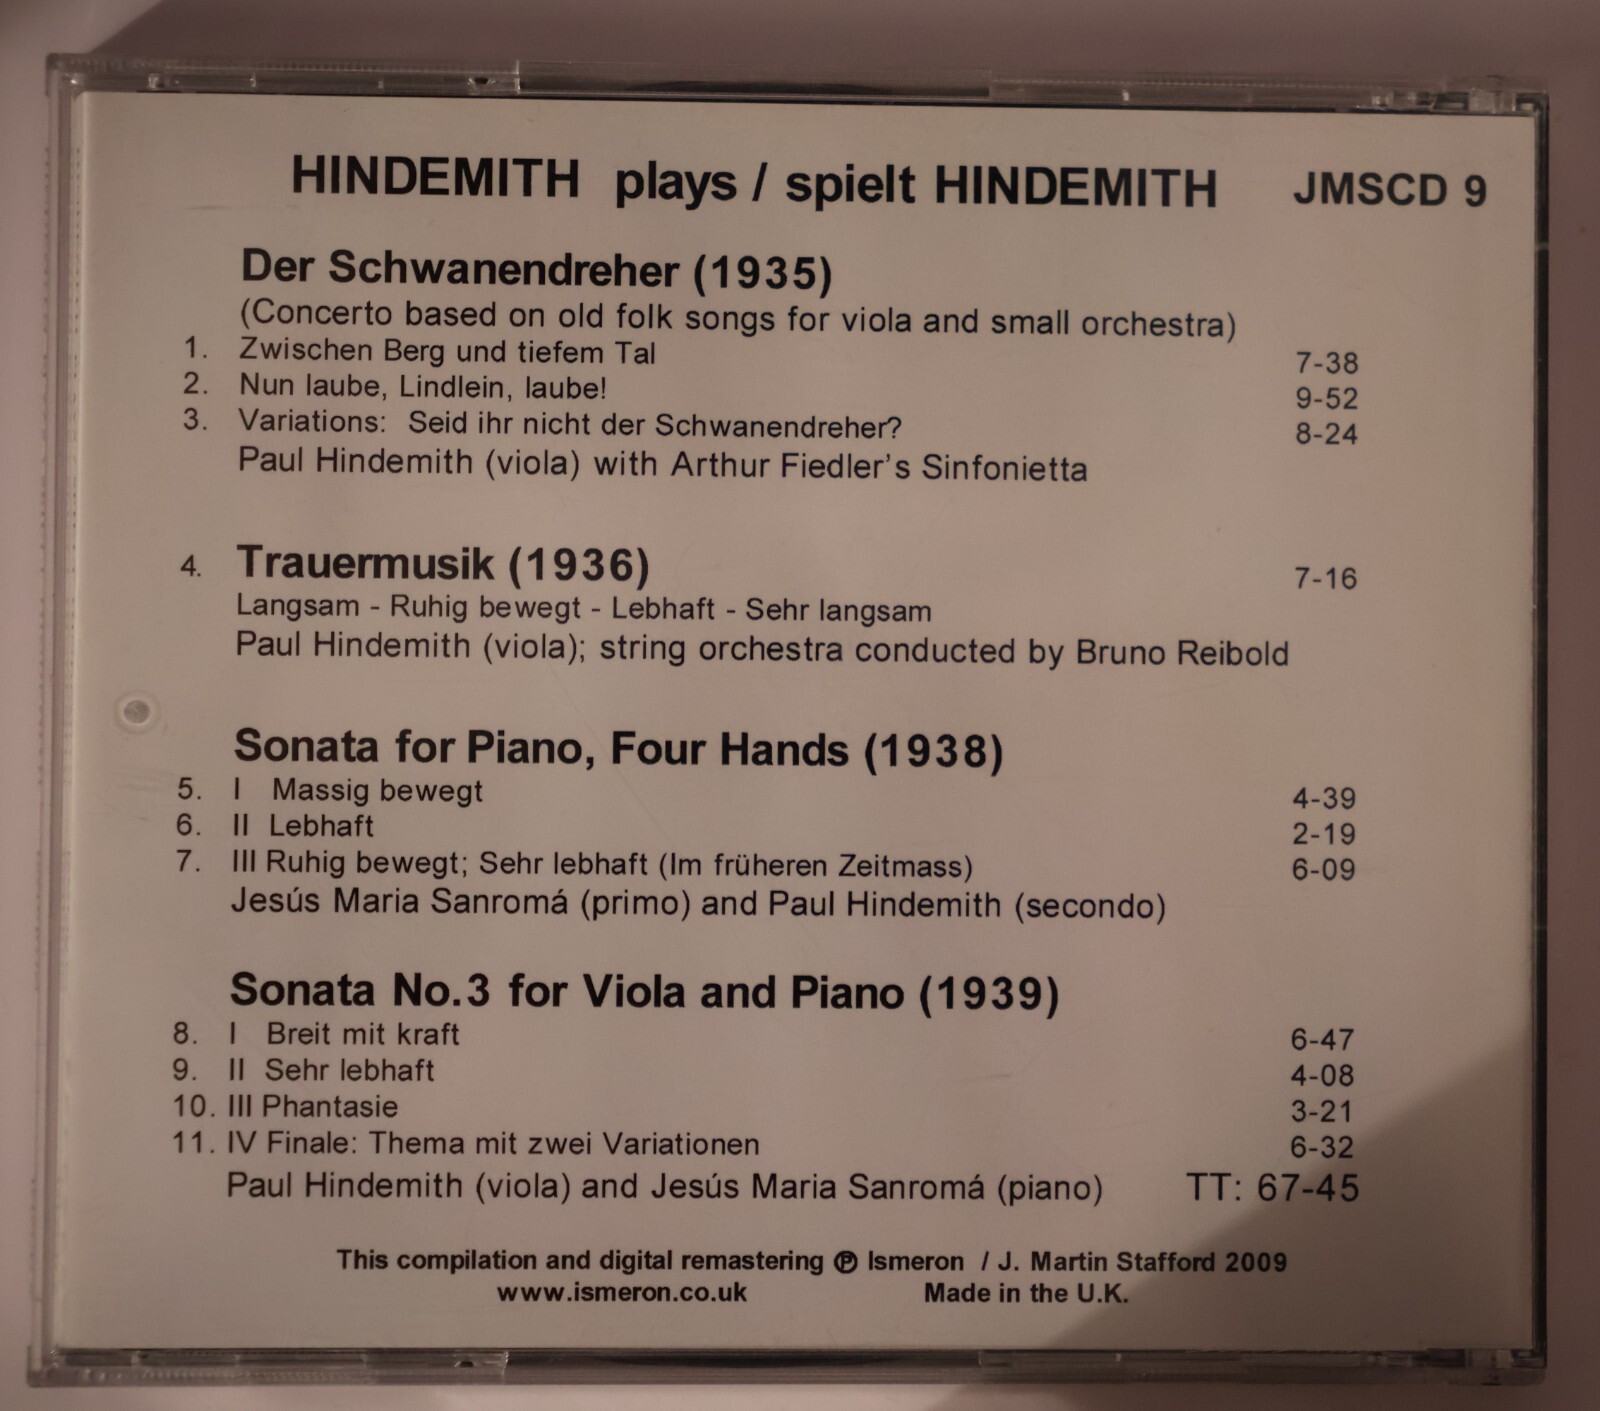 HINDEMITH plays / spielt HINDEMITH JMSCD 9
Der Schwanendreher (1935)
(Concerto based on old folk songs for viola and small orchestra)
1. Zwischen Berg und tiefem Tal 7-38
2. Nun laube, Lindlein, laube! 9-52
3. Variations: Seid ihr nicht der Schwanendreher? 8-24
Paul Hindemith (viola) with Arthur Fiedler's Sinfonietta
4. Trauermusik (1936) 7-16
Langsam - Ruhig bewegt - Lebhaft - Sehr langsam
Paul Hindemith (viola); string orchestra conducted by Bruno Reibold
Sonata for Piano, Four Hands (1938)
5. I Massig bewegt 4-39
6. II Lebhaft 2-19
7. III Ruhig bewegt; Sehr lebhaft (Im früheren Zeitmass) 6-09
Jesús Maria Sanromá (primo) and Paul Hindemith (secondo)
Sonata No.3 for Viola and Piano (1939)
8. I Breit mit kraft 6-47
9. II Sehr lebhaft 4-08
10. III Phantasie 3-21
11. IV Finale: Thema mit zwei Variationen 6-32
Paul Hindemith (viola) and Jesús Maria Sanromá (piano) TT: 67-45
This compilation and digital remastering ℗ Ismeron / J. Martin Stafford 2009
www.ismeron.co.uk Made in the U.K.